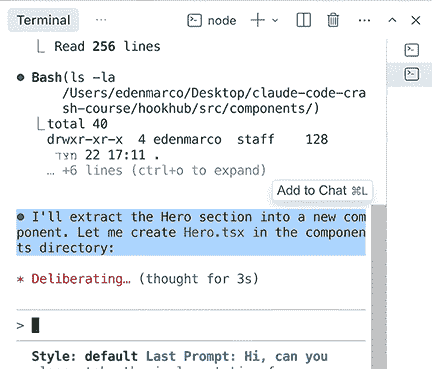 Terminal ... node
Read 256 lines
Bash(ls -la
/Users/edenmarco/Desktop/claude-code-cra
sh-course/hookhub/src/components/)
total 40
drwxr-xr-x 4 edenmarco staff 128
מצר 22 17:11 .
… +6 lines (ctrl+o to expand)
Add to Chat ⌘L
I'll extract the Hero section into a new com
ponent. Let me create Hero.tsx in the componen
ts directory:
* Deliberating… (thought for 3s)
>
Style: default Last Prompt: Hi, can you